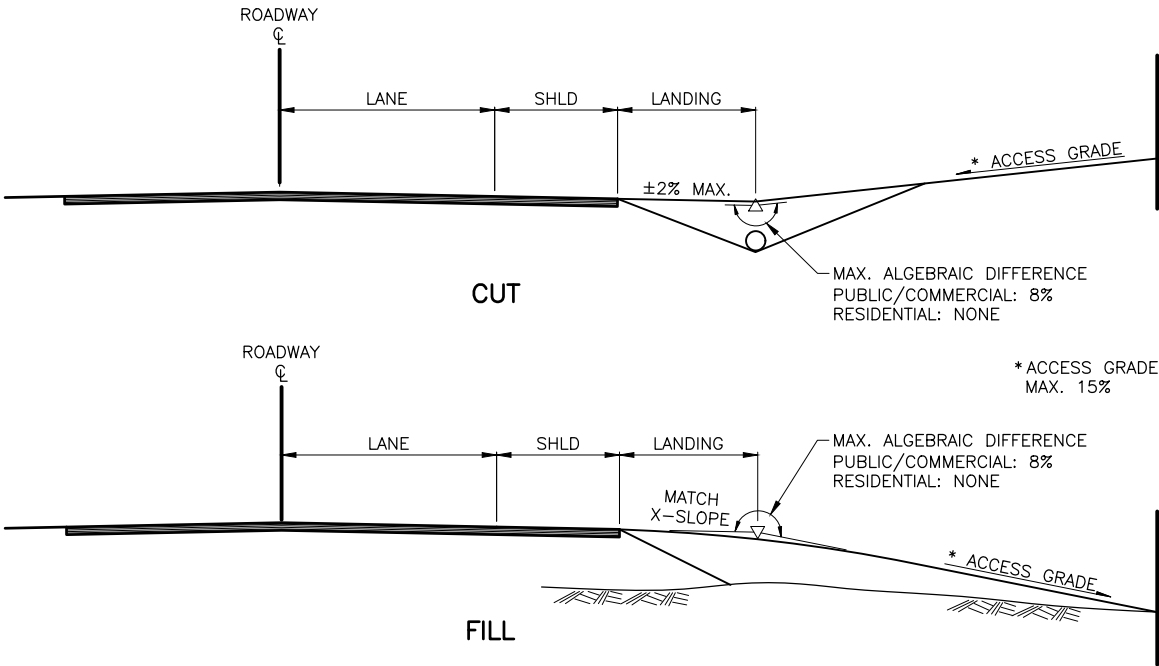 ROADWAY
℄
LANE
SHLD
LANDING
* ACCESS GRADE
±2% MAX.
MAX. ALGEBRAIC DIFFERENCE
PUBLIC/COMMERCIAL: 8%
RESIDENTIAL: NONE
CUT
ROADWAY
℄
* ACCESS GRADE
MAX. 15%
LANE
SHLD
LANDING
MAX. ALGEBRAIC DIFFERENCE
PUBLIC/COMMERCIAL: 8%
RESIDENTIAL: NONE
MATCH
X-SLOPE
* ACCESS GRADE
FILL